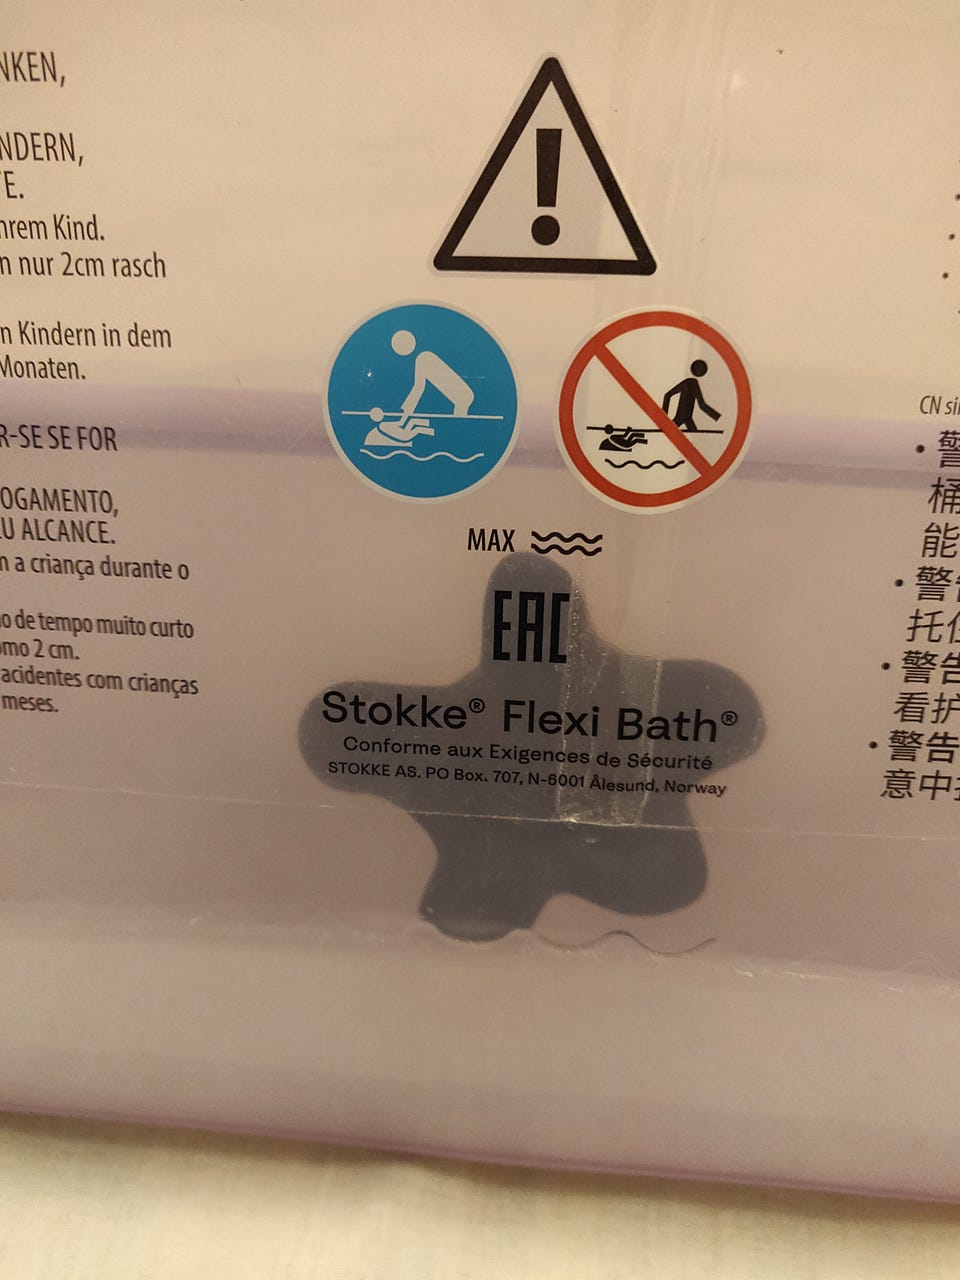 NKEN,
NDERN,
E.
hrem Kind.
n nur 2cm rasch
n Kindern in dem
Monaten.
R-SE SE FOR
OGAMENTO,
U ALCANCE.
m a criança durante o
o de tempo muito curto
omo 2 cm.
acidentes com crianças
meses.
MAX
EAC
Stokke® Flexi Bath®
Conforme aux Exigences de Sécurité
STOKKE AS. PO Box. 707, N-6001 Ålesund, Norway
CN si
• 警
桶
能
• 警告
托住
• 警告
看护
• 警告
意中